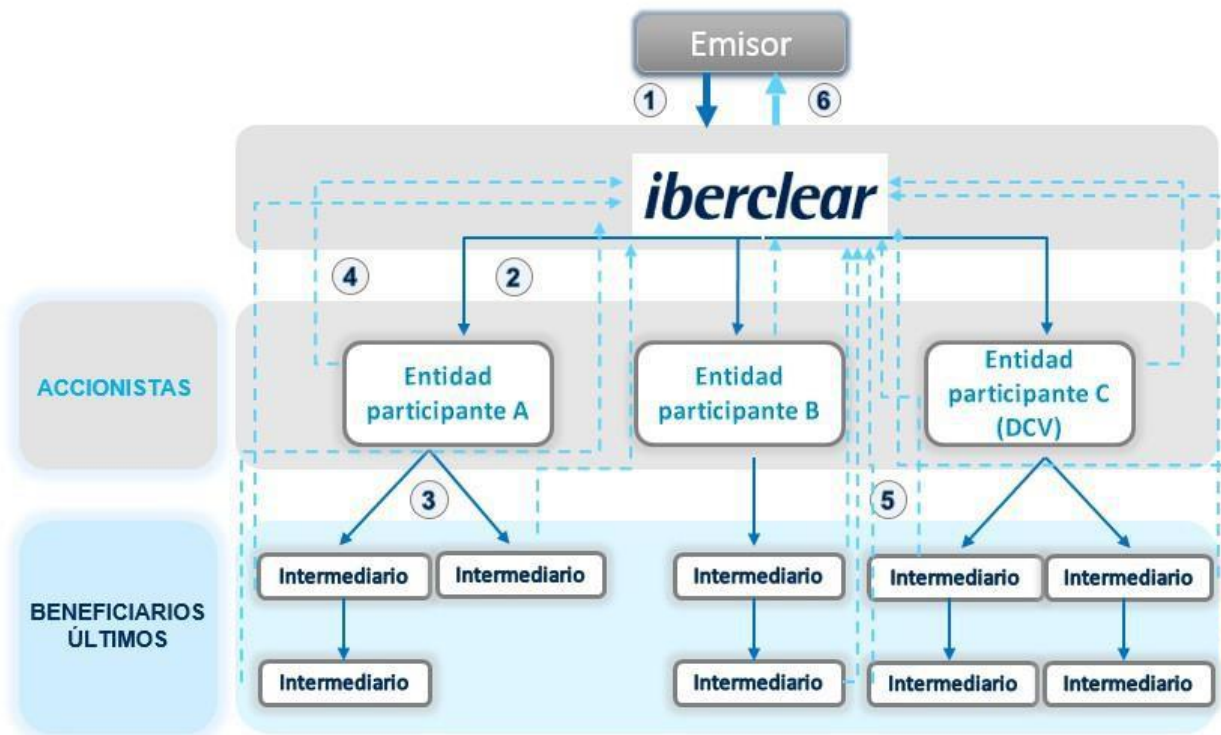 Emisor
1
6
iberclear
4
2
ACCIONISTAS
Entidad
participante A
Entidad
participante B
Entidad
participante C
(DCV)
3
5
BENEFICIARIOS
ÚLTIMOS
Intermediario
Intermediario
Intermediario
Intermediario
Intermediario
Intermediario
Intermediario
Intermediario
Intermediario